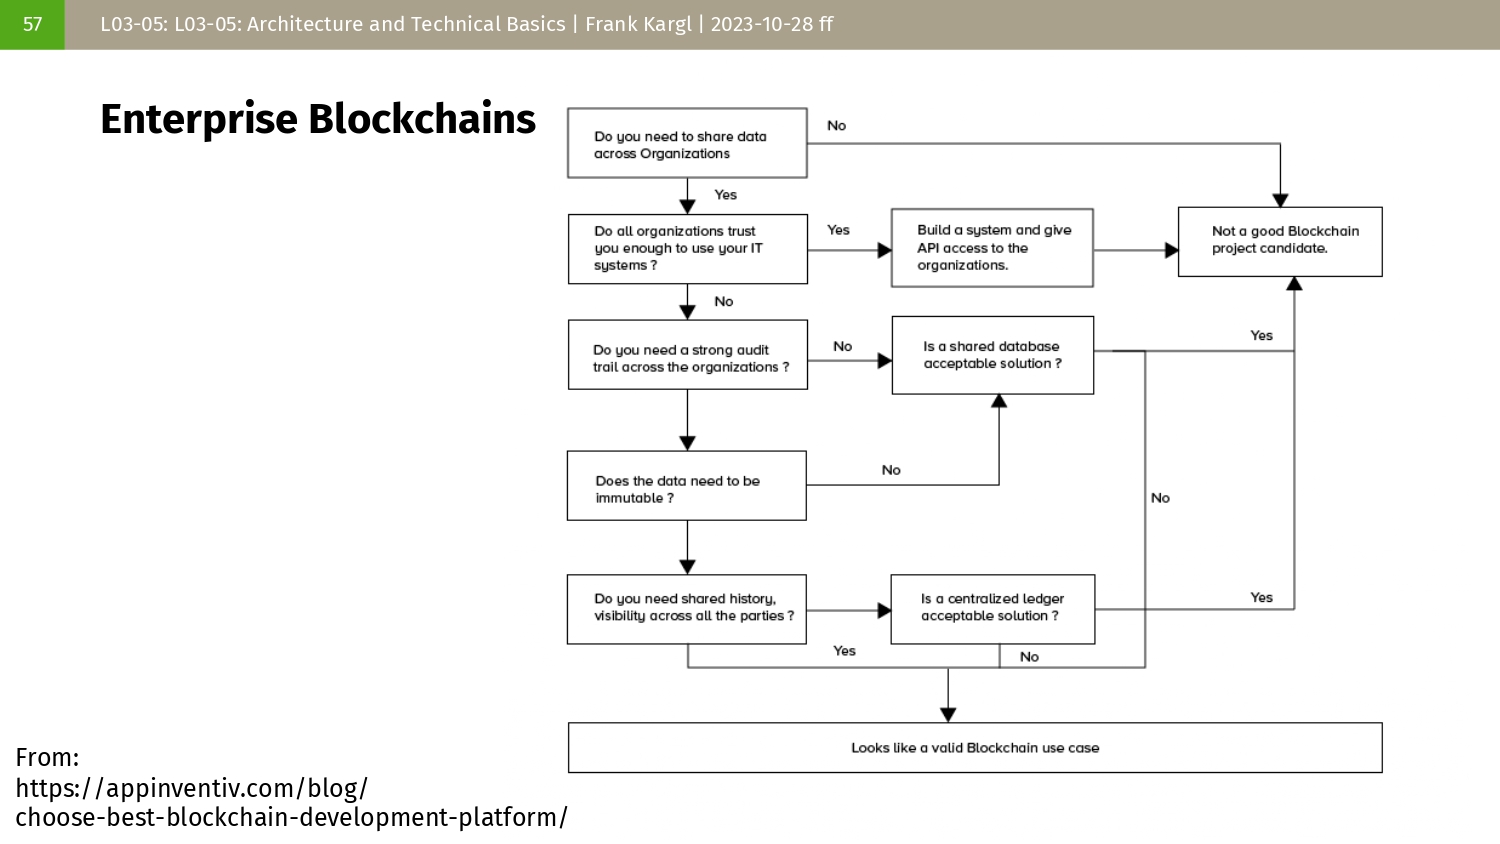 57
L03-05: L03-05: Architecture and Technical Basics | Frank Kargl | 2023-10-28 ff
Enterprise Blockchains
Do you need to share data
across Organizations
No
Yes
Do all organizations trust
you enough to use your IT
systems ?
Yes
Build a system and give
API access to the
organizations.
Not a good Blockchain
project candidate.
No
Do you need a strong audit
trail across the organizations ?
No
Is a shared database
acceptable solution ?
Yes
Does the data need to be
immutable ?
No
No
Do you need shared history,
visibility across all the parties ?
Is a centralized ledger
acceptable solution ?
Yes
Yes
No
Looks like a valid Blockchain use case
From:
https://appinventiv.com/blog/
choose-best-blockchain-development-platform/